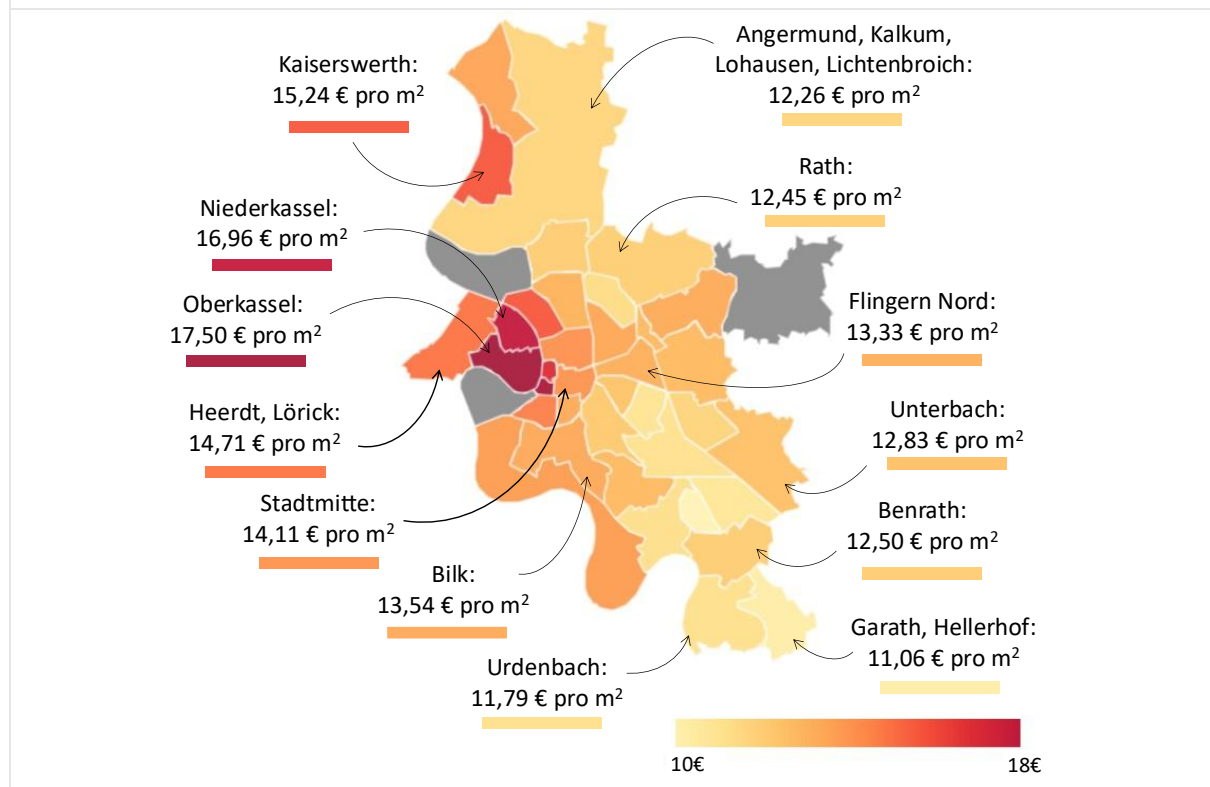 Kaiserswerth:
15,24 € pro m²
Angermund, Kalkum,
Lohausen, Lichtenbroich:
12,26 € pro m²
Rath:
12,45 € pro m²
Niederkassel:
16,96 € pro m²
Oberkassel:
17,50 € pro m²
Flingern Nord:
13,33 € pro m²
Heerdt, Lörick:
14,71 € pro m²
Unterbach:
12,83 € pro m²
Stadtmitte:
14,11 € pro m²
Benrath:
12,50 € pro m²
Bilk:
13,54 € pro m²
Garath, Hellerhof:
11,06 € pro m²
Urdenbach:
11,79 € pro m²
10€
18€